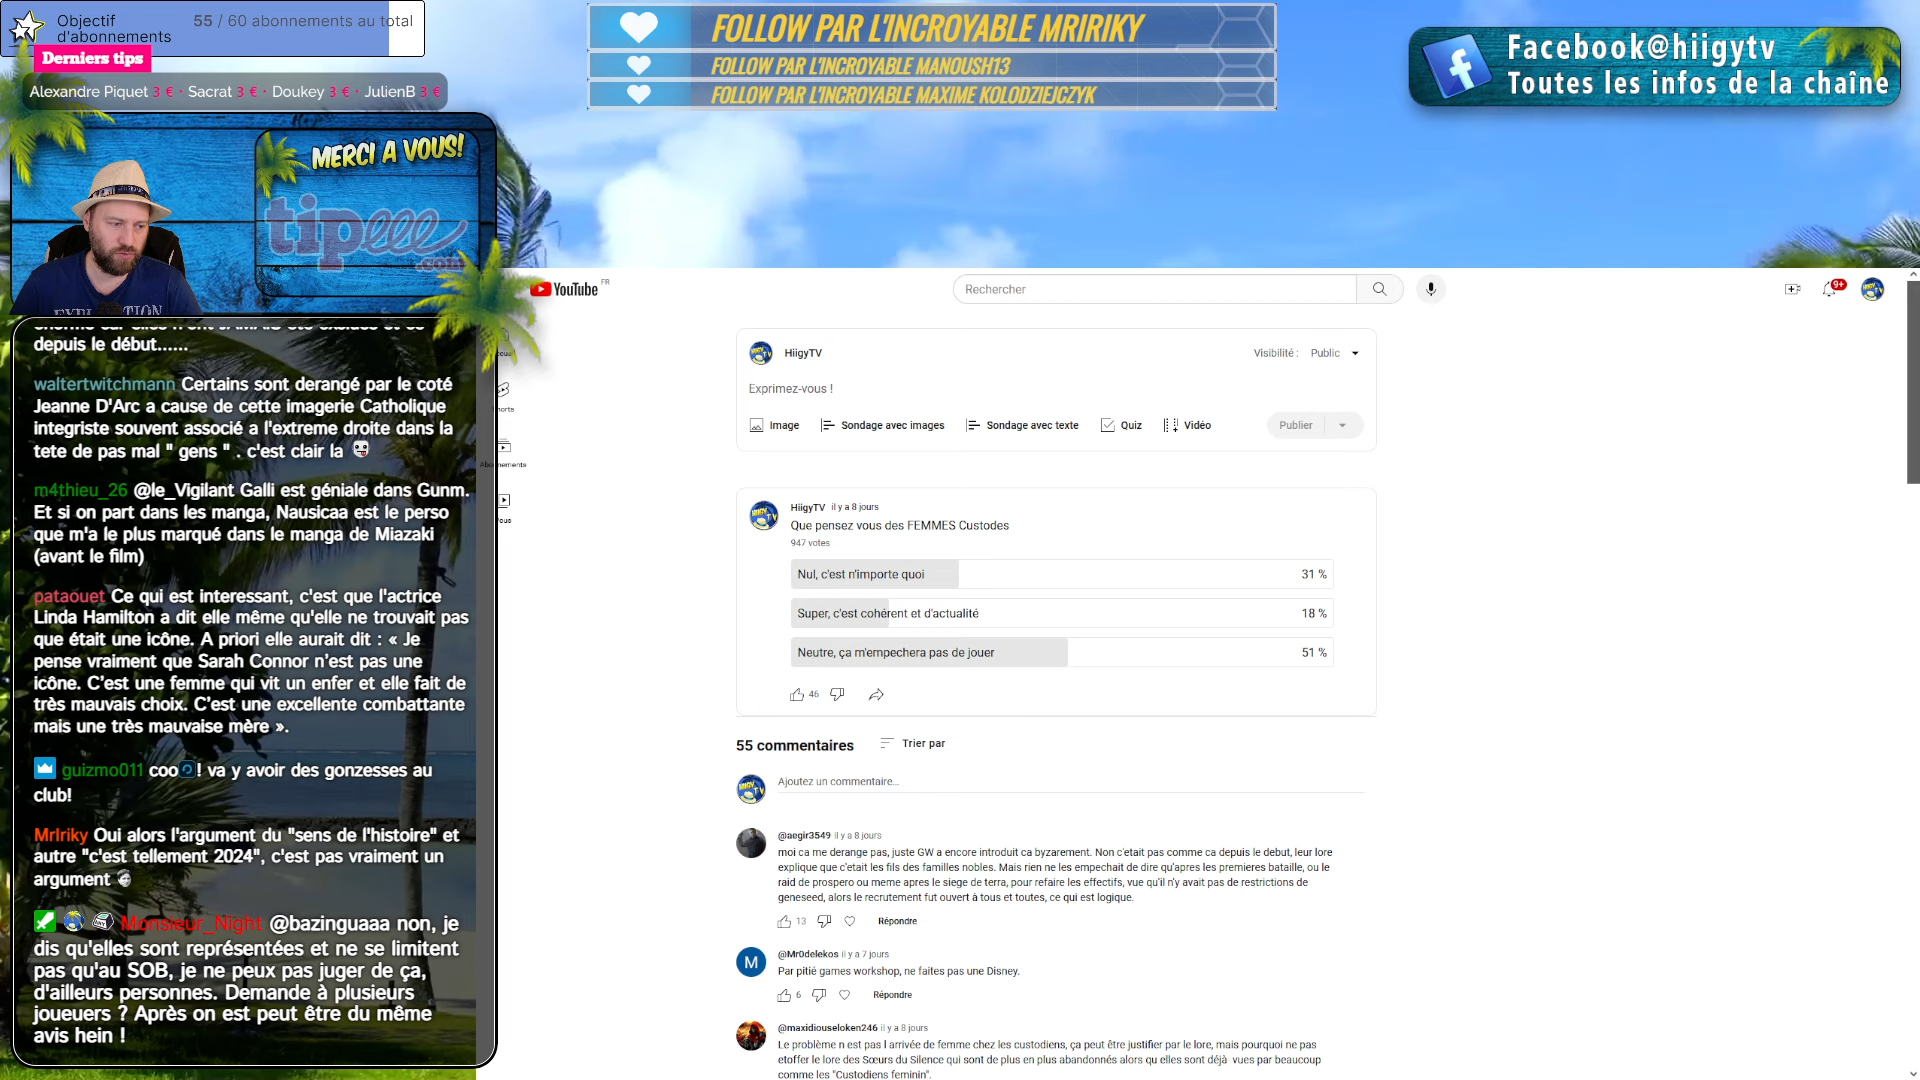 Objectif
d'abonnements
55 / 60 abonnements au total
Derniers tips
Alexandre Piquet 3 € · Sacrat 3 € · Doukey 3 € · JulienB 3 €
FOLLOW PAR L'INCROYABLE MRIRIKY
FOLLOW PAR L'INCROYABLE MANOUSH13
FOLLOW PAR L'INCROYABLE MAXIME KOLODZIEJCZYK
Facebook@hiigytv
Toutes les infos de la chaîne
MERCI A VOUS!
tipeee
.com
depuis le début......
waltertwitchmann Certains sont derangé par le coté
Jeanne D'Arc a cause de cette imagerie Catholique
integriste souvent associé a l'extreme droite dans la
tete de pas mal " gens " . c'est clair la
m4thieu_26 @le_Vigilant Galli est géniale dans Gunm.
Et si on part dans les manga, Nausicaa est le perso
que m'a le plus marqué dans le manga de Miazaki
(avant le film)
pataouet Ce qui est interessant, c'est que l'actrice
Linda Hamilton a dit elle même qu'elle ne trouvait pas
que était une icône. A priori elle aurait dit : « Je
pense vraiment que Sarah Connor n'est pas une
icône. C'est une femme qui vit un enfer et elle fait de
très mauvais choix. C'est une excellente combattante
mais une très mauvaise mère ».
guizmo011 coo ! va y avoir des gonzesses au
club!
MrIriky Oui alors l'argument du "sens de l'histoire" et
autre "c'est tellement 2024", c'est pas vraiment un
argument
Monsieur_Night @bazinguaaa non, je
dis qu'elles sont représentées et ne se limitent
pas qu'au SOB, je ne peux pas juger de ça,
d'ailleurs personnes. Demande à plusieurs
joueuers ? Après on est peut être du même
avis hein !
YouTube FR
Rechercher
9+
HiigyTV
Visibilité : Public
Exprimez-vous !
Image
Sondage avec images
Sondage avec texte
Quiz
Vidéo
Publier
HiigyTV il y a 8 jours
Que pensez vous des FEMMES Custodes
947 votes
Nul, c'est n'importe quoi 31 %
Super, c'est cohérent et d'actualité 18 %
Neutre, ça m'empechera pas de jouer 51 %
46
55 commentaires
Trier par
Ajoutez un commentaire...
@aegir3549 il y a 8 jours
moi ca me derange pas, juste GW a encore introduit ca byzarement. Non c'etait pas comme ca depuis le debut, leur lore
explique que c'etait les fils des familles nobles. Mais rien ne les empechait de dire qu'apres les premieres bataille, ou le
raid de prospero ou meme apres le siege de terra, pour refaire les effectifs, vue qu'il n'y avait pas de restrictions de
geneseed, alors le recrutement fut ouvert à tous et toutes, ce qui est logique.
13
Répondre
M
@Mr0delekos il y a 7 jours
Par pitié games workshop, ne faites pas une Disney.
6
Répondre
@maxidiouseloken246 il y a 8 jours
Le problème n est pas l arrivée de femme chez les custodiens, ça peut être justifier par le lore, mais pourquoi ne pas
etoffer le lore des Sœurs du Silence qui sont de plus en plus abandonnés alors qu elles sont déjà vues par beaucoup
comme les "Custodiens feminin".